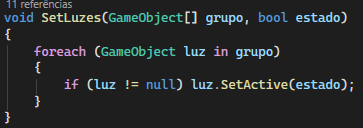 11 referências
void SetLuzes(GameObject[] grupo, bool estado)
{
foreach (GameObject luz in grupo)
{
if (luz != null) luz.SetActive(estado);
}
}